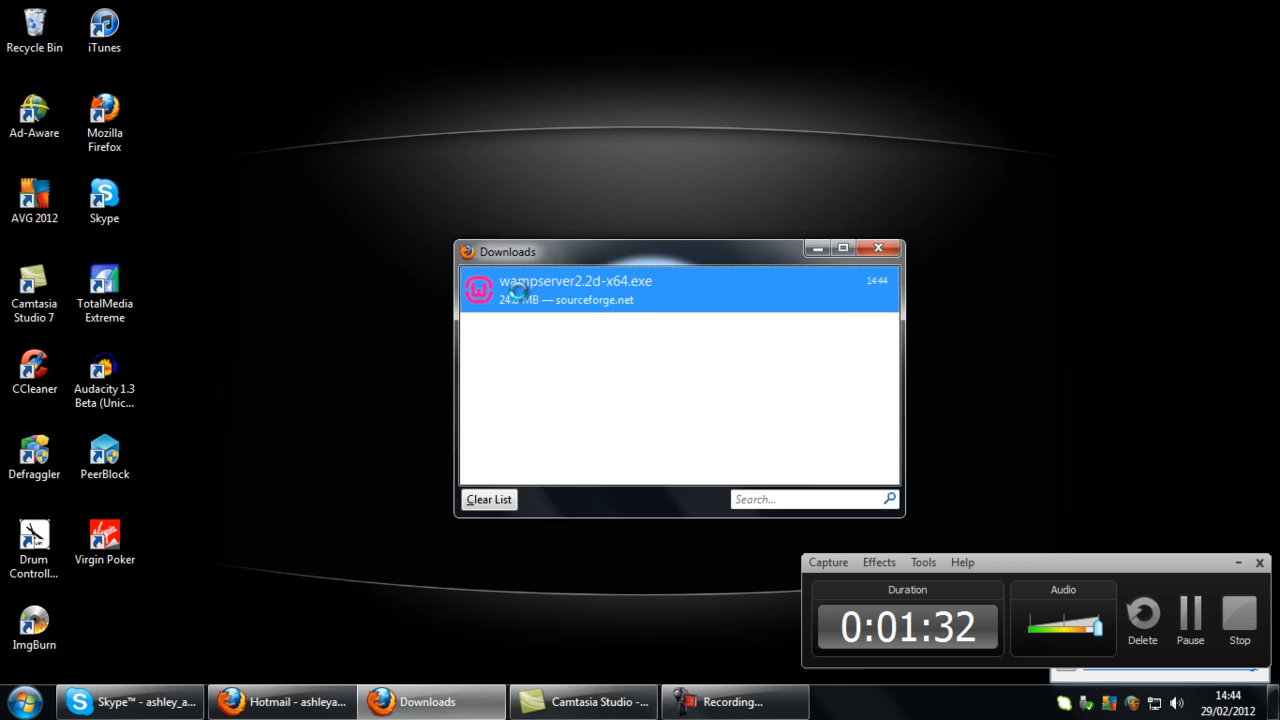 Recycle Bin
iTunes
Ad-Aware
Mozilla
Firefox
AVG 2012
Skype
Camtasia
Studio 7
TotalMedia
Extreme
CCleaner
Audacity 1.3
Beta (Unic...
Defraggler
PeerBlock
Drum
Controll...
Virgin Poker
ImgBurn
Downloads
wampserver2.2d-x64.exe
14:44
MB — sourceforge.net
Clear List
Search...
Capture Effects Tools Help
Duration
Audio
0:01:32
Delete
Pause
Stop
Skype™ - ashley_a...
Hotmail - ashleya...
Downloads
Camtasia Studio -...
Recording...
14:44
29/02/2012